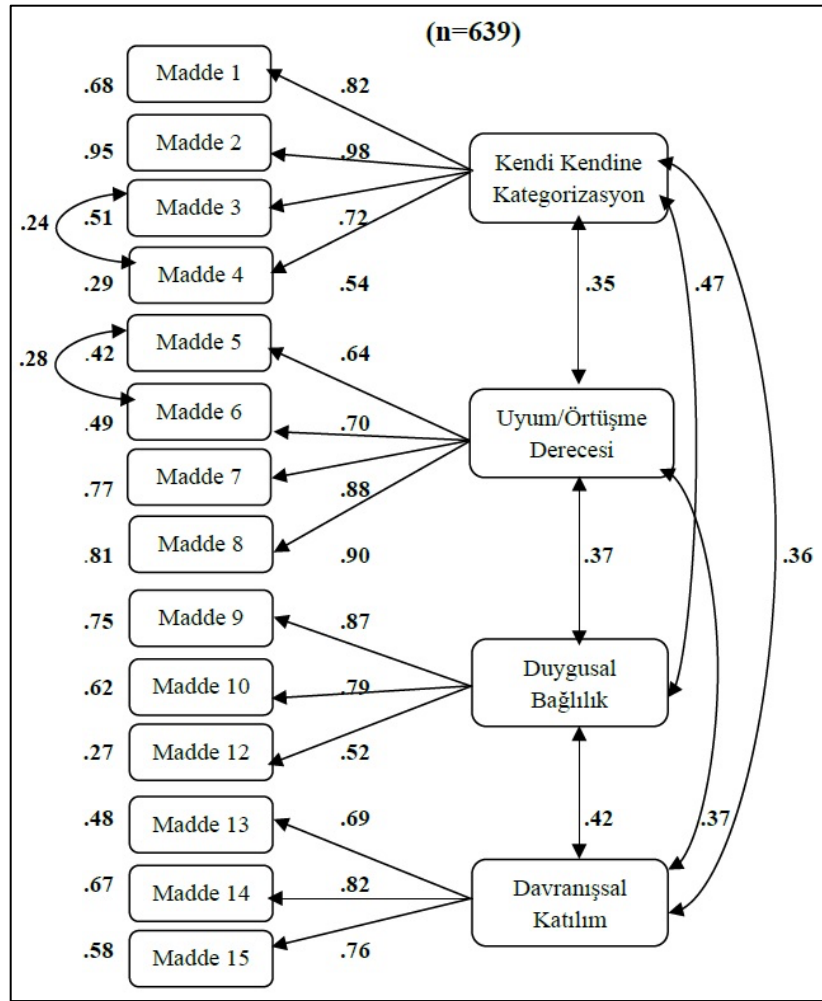 (n=639)
.68
Madde 1
.82
.95
Madde 2
.98
Kendi Kendine
Kategorizasyon
.24
.51
Madde 3
.72
.29
Madde 4
.54
.35
.47
.28
.42
Madde 5
.64
.49
Madde 6
.70
Uyum/Örtüşme
Derecesi
.77
Madde 7
.88
.81
Madde 8
.90
.37
.36
.75
Madde 9
.87
.62
Madde 10
.79
Duygusal
Bağlılık
.27
Madde 12
.52
.48
Madde 13
.69
.42
.37
.67
Madde 14
.82
Davranışsal
Katılım
.58
Madde 15
.76